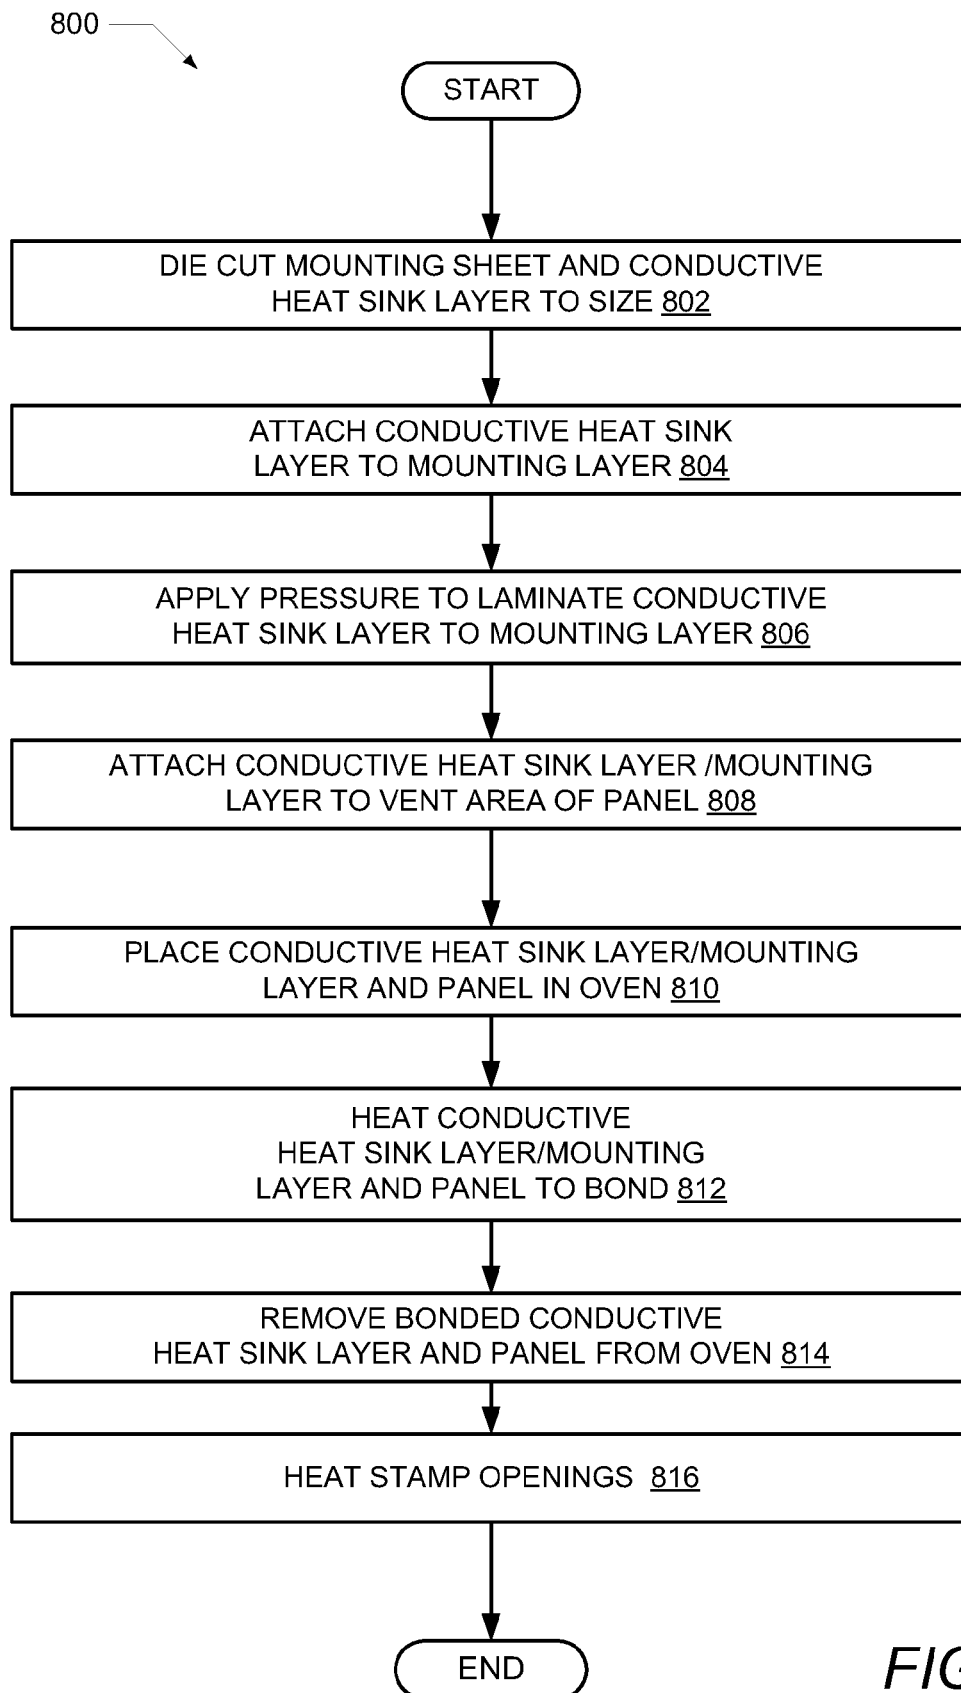 800
START
DIE CUT MOUNTING SHEET AND CONDUCTIVE
HEAT SINK LAYER TO SIZE 802
ATTACH CONDUCTIVE HEAT SINK
LAYER TO MOUNTING LAYER 804
APPLY PRESSURE TO LAMINATE CONDUCTIVE
HEAT SINK LAYER TO MOUNTING LAYER 806
ATTACH CONDUCTIVE HEAT SINK LAYER /MOUNTING
LAYER TO VENT AREA OF PANEL 808
PLACE CONDUCTIVE HEAT SINK LAYER/MOUNTING
LAYER AND PANEL IN OVEN 810
HEAT CONDUCTIVE
HEAT SINK LAYER/MOUNTING
LAYER AND PANEL TO BOND 812
REMOVE BONDED CONDUCTIVE
HEAT SINK LAYER AND PANEL FROM OVEN 814
HEAT STAMP OPENINGS 816
END
FIG